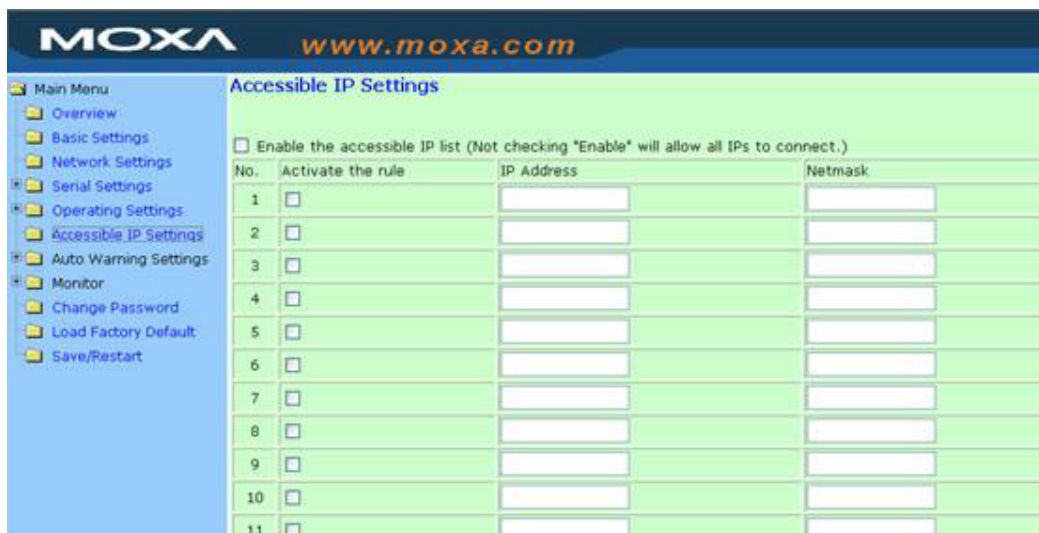 MOXA www.moxa.com
Main Menu
Overview
Basic Settings
Network Settings
Serial Settings
Operating Settings
Accessible IP Settings
Auto Warning Settings
Monitor
Change Password
Load Factory Default
Save/Restart
Accessible IP Settings
Enable the accessible IP list (Not checking "Enable" will allow all IPs to connect.)
No. Activate the rule IP Address Netmask
1
2
3
4
5
6
7
8
9
10
11